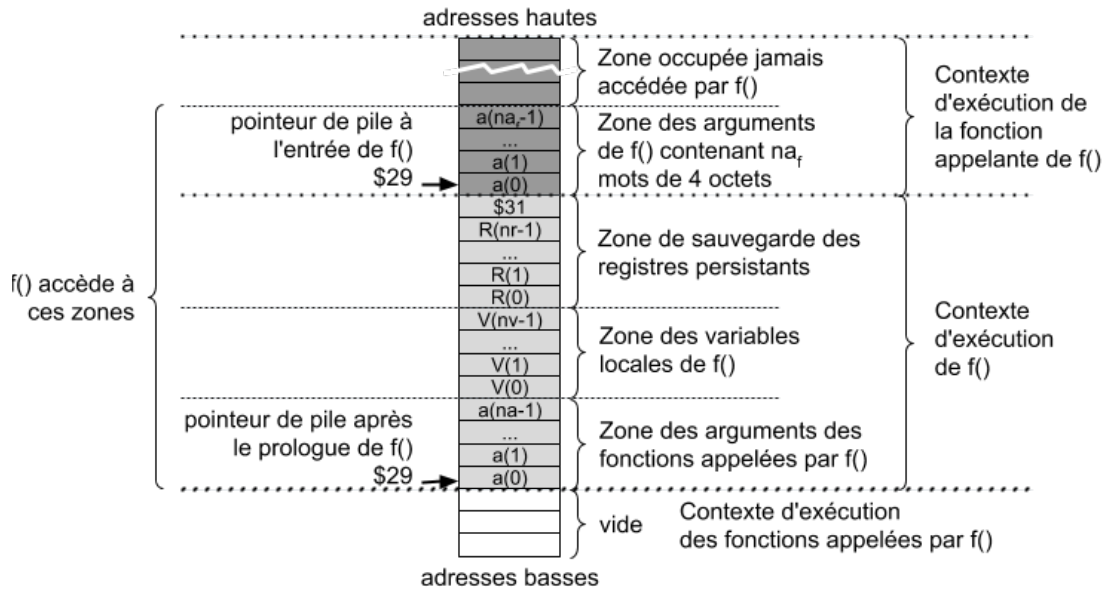 adresses hautes
Zone occupée jamais
accédée par f()
Contexte
d'exécution de
la fonction
appelante de f()
pointeur de pile à
l'entrée de f()
$29
a(naf-1)
...
a(1)
a(0)
Zone des arguments
de f() contenant naf
mots de 4 octets
f() accède à
ces zones
$31
R(nr-1)
...
R(1)
R(0)
Zone de sauvegarde des
registres persistants
V(nv-1)
...
V(1)
V(0)
Zone des variables
locales de f()
Contexte
d'exécution
de f()
pointeur de pile après
le prologue de f()
$29
a(na-1)
...
a(1)
a(0)
Zone des arguments des
fonctions appelées par f()
vide
Contexte d'exécution
des fonctions appelées par f()
adresses basses